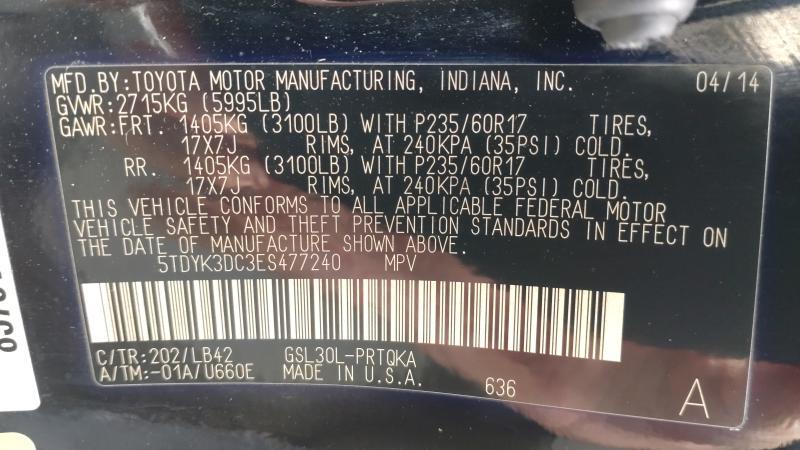 MFD.BY:TOYOTA MOTOR MANUFACTURING, INDIANA, INC. 04/14
GVWR:2715KG (5995LB)
GAWR:FRT. 1405KG (3100LB) WITH P235/60R17 TIRES,
17X7J RIMS, AT 240KPA (35PSI) COLD.
RR. 1405KG (3100LB) WITH P235/60R17 TIRES,
17X7J RIMS, AT 240KPA (35PSI) COLD.
THIS VEHICLE CONFORMS TO ALL APPLICABLE FEDERAL MOTOR
VEHICLE SAFETY AND THEFT PREVENTION STANDARDS IN EFFECT ON
THE DATE OF MANUFACTURE SHOWN ABOVE.
5TDYK3DC3ES477240 MPV
C/TR:202/LB42 GSL30L-PRTQKA
A/TM:-01A/U660E MADE IN U.S.A. 636 A